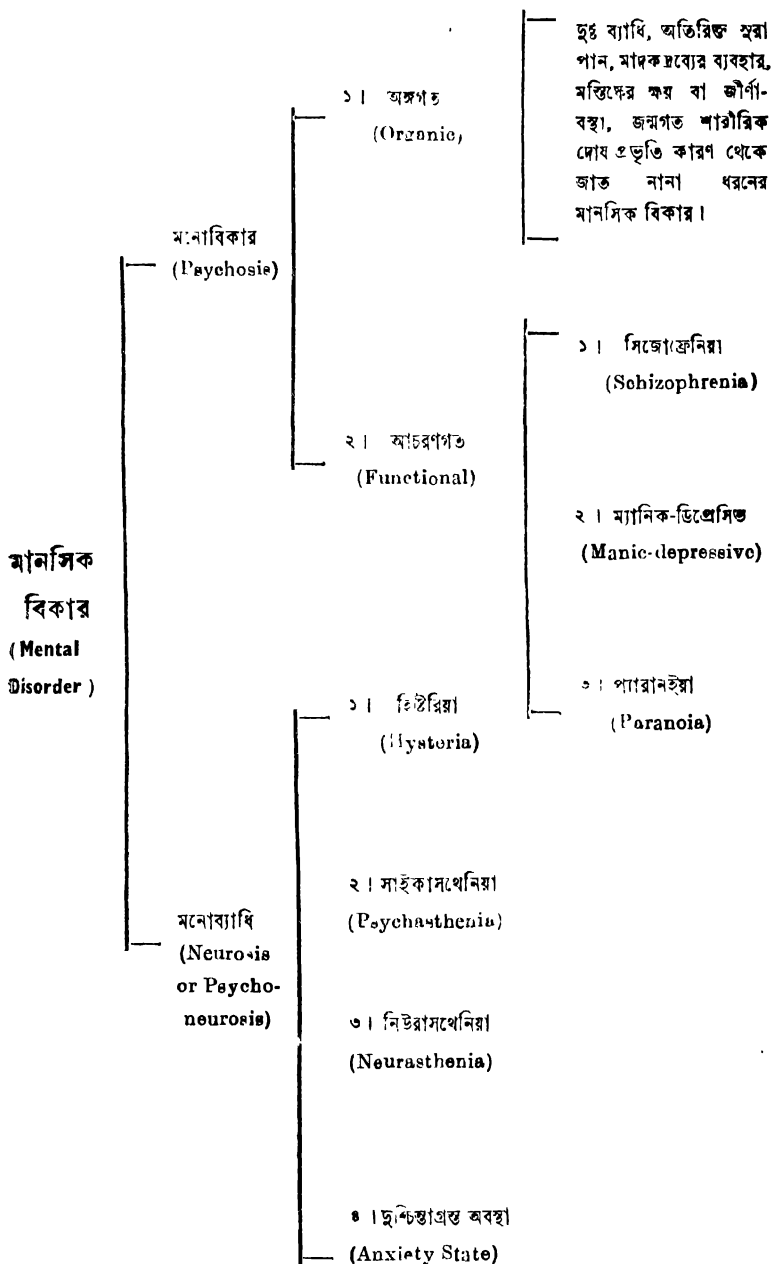 মানসিক
বিকার
(Mental
Disorder)
মনোবিকার
(Psychosis)
১। অঙ্গগত
(Organic)
দুষ্ট ব্যাধি, অতিরিক্ত সুরা
পান, মাদকদ্রব্যের ব্যবহার,
মস্তিষ্কের ক্ষয় বা জীর্ণা-
বস্থা, জন্মগত শারীরিক
দোষ প্রভৃতি কারণ থেকে
জাত নানা ধরনের
মানসিক বিকার।
২। আচরণগত
(Functional)
১। সিজোফ্রেনিয়া
(Schizophrenia)
২। ম্যানিক-ডিপ্রেসিভ
(Manic-depressive)
৩। প্যারানইয়া
(Paranoia)
মনোব্যাধি
(Neurosis
or Psycho-
neurosis)
১। হিষ্টিরিয়া
(Hysteria)
২। সাইকাসথেনিয়া
(Psychasthenia)
৩। নিউরাসথেনিয়া
(Neurasthenia)
৪। দুশ্চিন্তাগ্রস্ত অবস্থা
(Anxiety State)